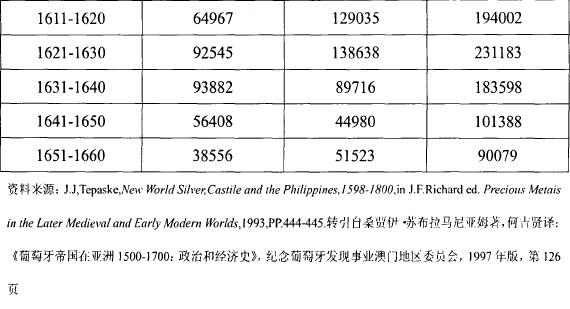 1611-1620 64967 129035 194002
1621-1630 92545 138638 231183
1631-1640 93882 89716 183598
1641-1650 56408 44980 101388
1651-1660 38556 51523 90079
资料来源：J.J,Tepaske,New World Silver,Castile and the Philippines,1598-1800,in J.F.Richard ed. Precious Metais
in the Later Medieval and Early Modern Worlds,1993,PP.444-445.转引自桑贾伊·苏布拉马尼亚姆著，何吉贤译：
《葡萄牙帝国在亚洲 1500-1700：政治和经济史》，纪念葡萄牙发现事业澳门地区委员会，1997 年版，第 126
页